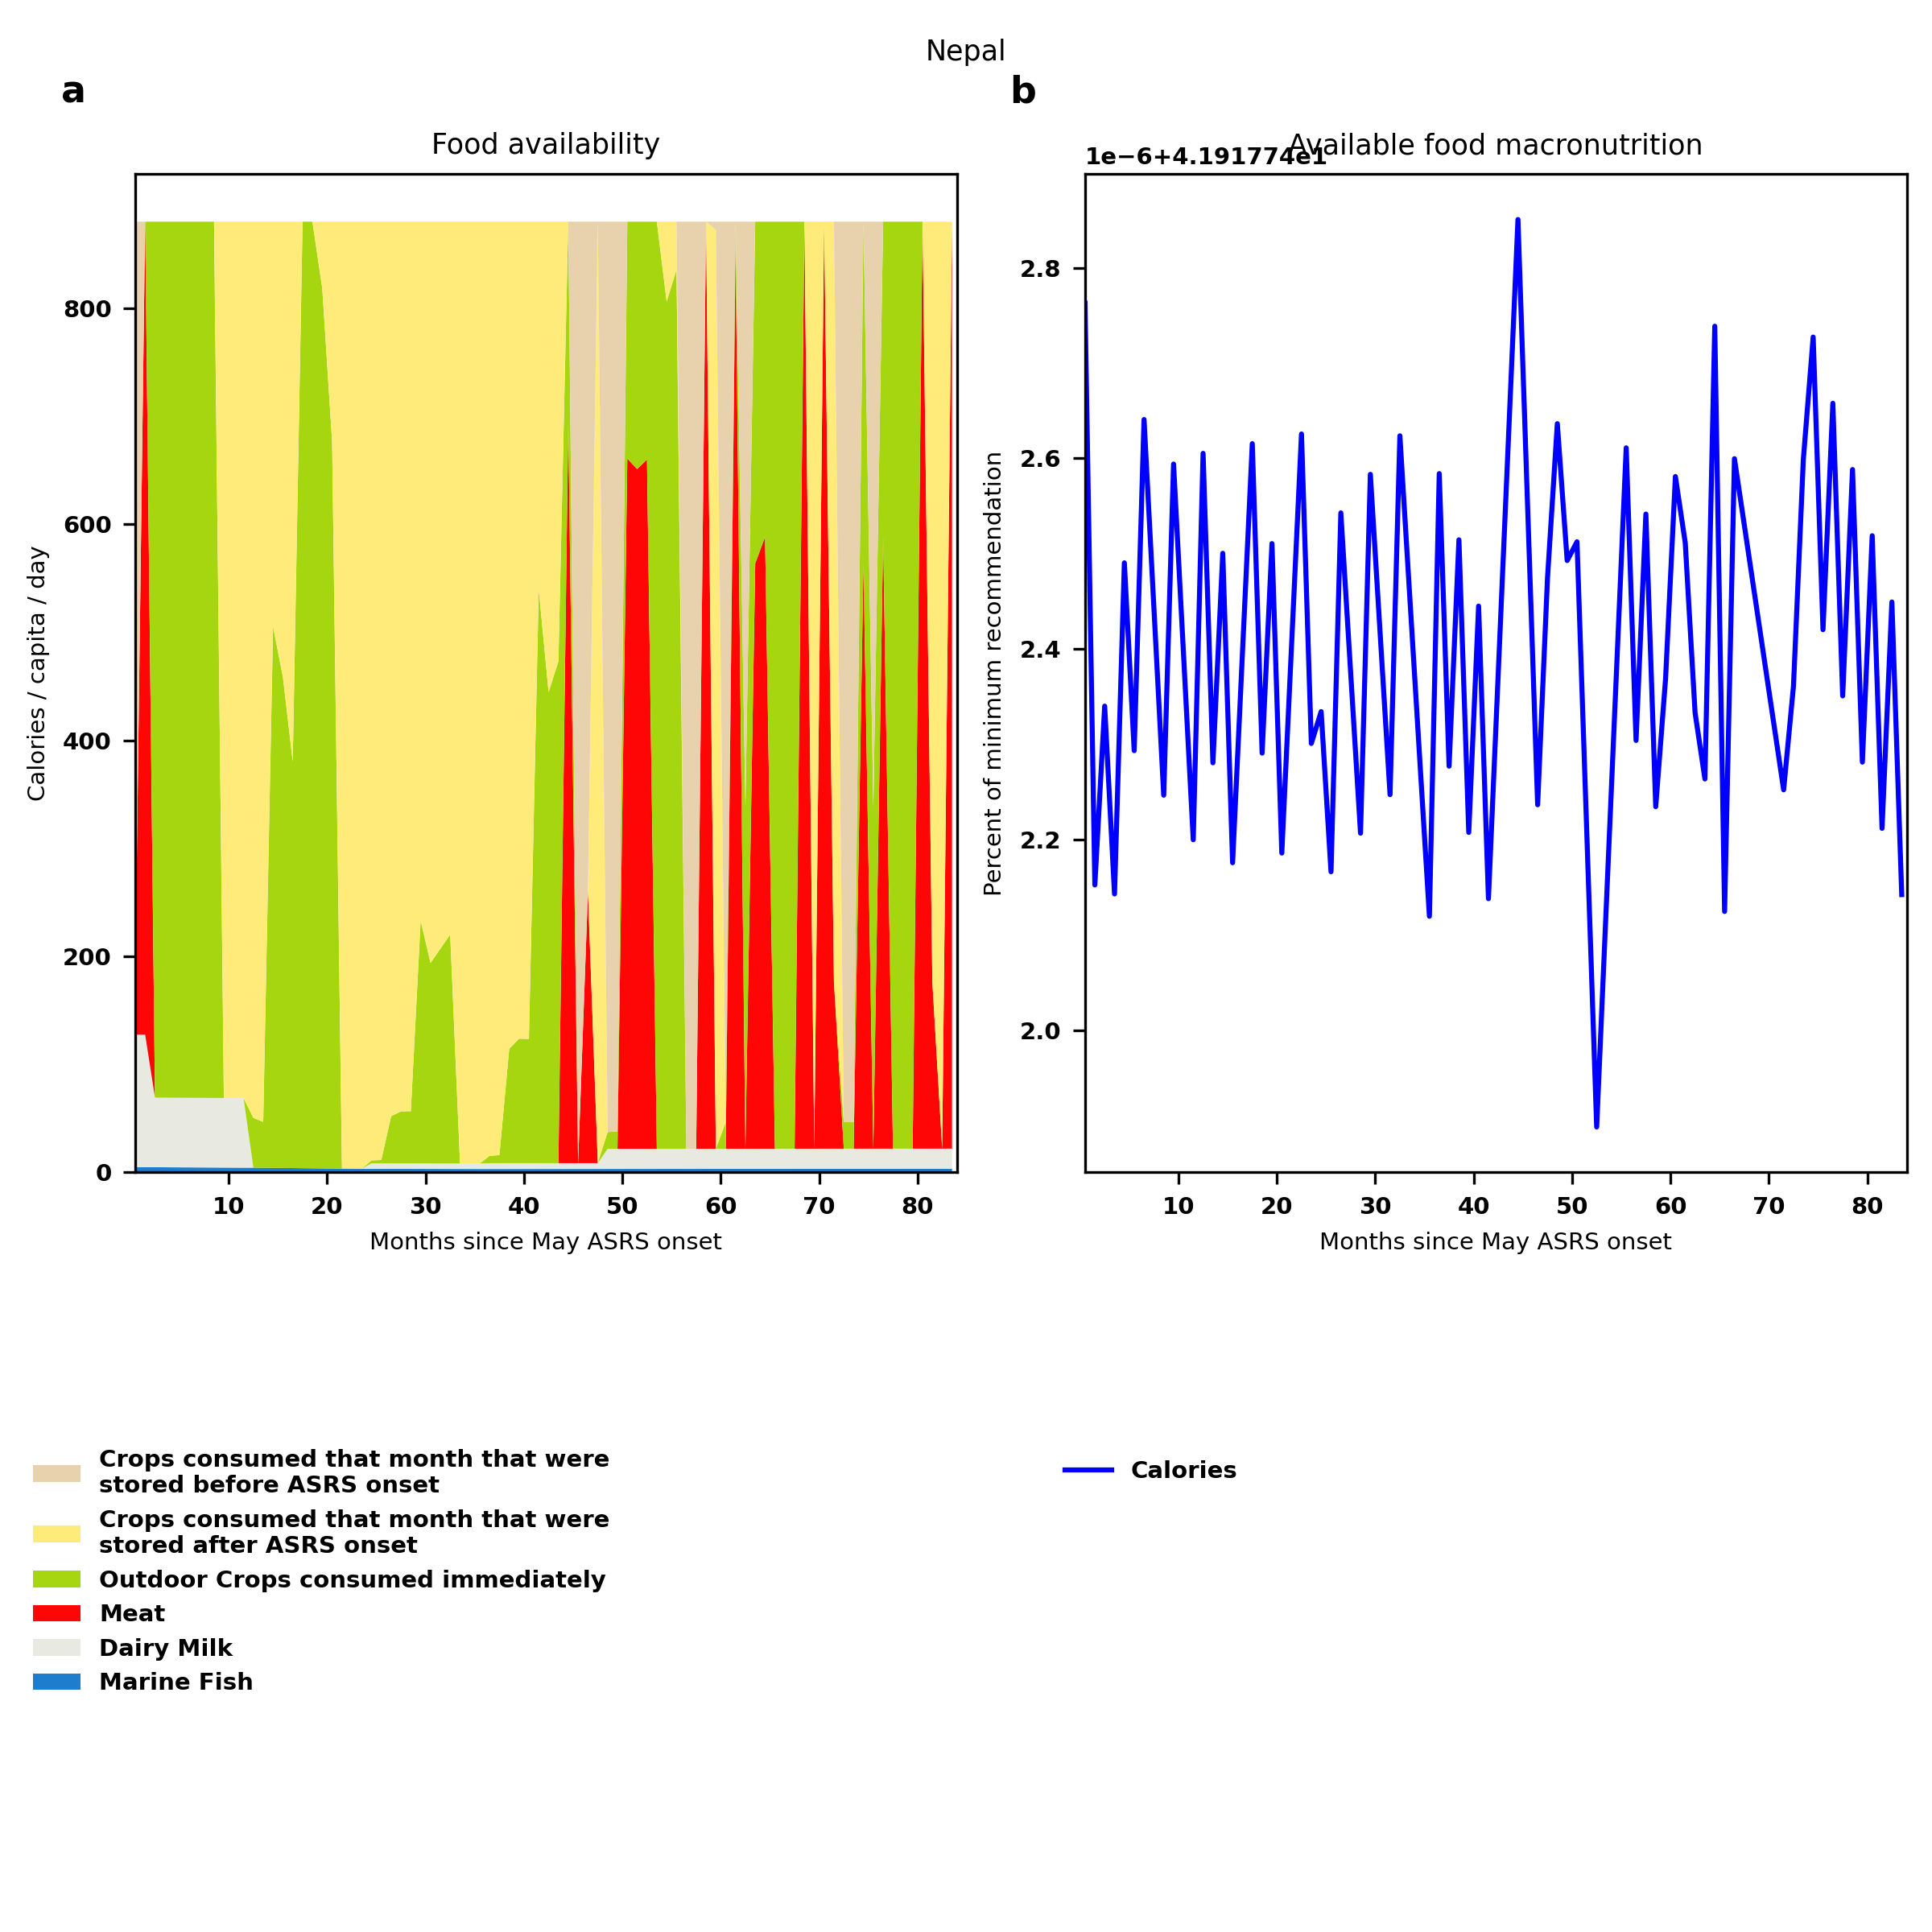 Nepal
a
Food availability
Calories / capita / day
800
600
400
200
0
10 20 30 40 50 60 70 80
Months since May ASRS onset
b
Available food macronutrition
1e−6+4.191774e1
Percent of minimum recommendation
2.8
2.6
2.4
2.2
2.0
10 20 30 40 50 60 70 80
Months since May ASRS onset
Crops consumed that month that were
stored before ASRS onset
Crops consumed that month that were
stored after ASRS onset
Outdoor Crops consumed immediately
Meat
Dairy Milk
Marine Fish
Calories